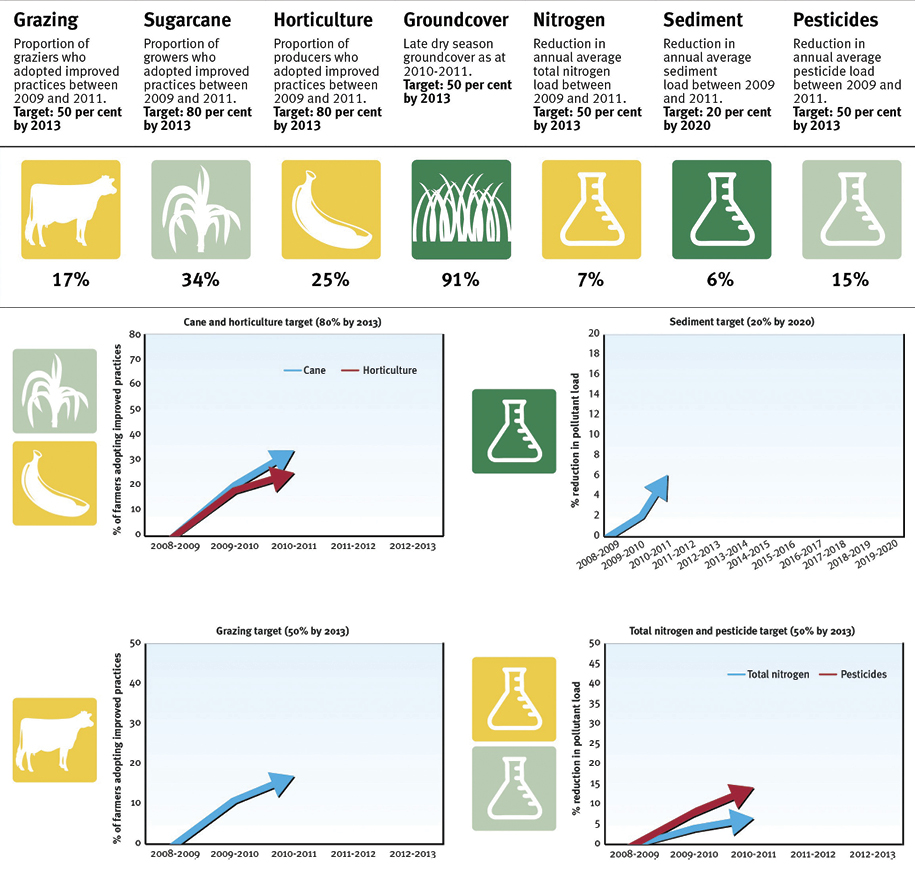 Grazing
Proportion of
graziers who
adopted improved
practices between
2009 and 2011.
Target: 50 per cent
by 2013
Sugarcane
Proportion of
growers who
adopted improved
practices between
2009 and 2011.
Target: 80 per cent
by 2013
Horticulture
Proportion of
producers who
adopted improved
practices between
2009 and 2011.
Target: 80 per cent
by 2013
Groundcover
Late dry season
groundcover as at
2010-2011.
Target: 50 per cent
by 2013
Nitrogen
Reduction in
annual average
total nitrogen
load between
2009 and 2011.
Target: 50 per cent
by 2013
Sediment
Reduction in
annual average
sediment
load between 2009
and 2011.
Target: 20 per cent
by 2020
Pesticides
Reduction in
annual average
pesticide load
between 2009 and
2011.
Target: 50 per cent
by 2013
17%
34%
25%
91%
7%
6%
15%
Cane and horticulture target (80% by 2013)
% of farmers adopting improved practices
80
70
60
50
40
30
20
10
0
Cane
Horticulture
2008-2009
2009-2010
2010-2011
2011-2012
2012-2013
Sediment target (20% by 2020)
% reduction in pollutant load
20
18
16
14
12
10
8
6
4
2
0
2008-2009
2009-2010
2010-2011
2011-2012
2012-2013
2013-2014
2014-2015
2015-2016
2016-2017
2017-2018
2018-2019
2019-2020
Grazing target (50% by 2013)
% of farmers adopting improved practices
50
40
30
20
10
0
2008-2009
2009-2010
2010-2011
2011-2012
2012-2013
Total nitrogen and pesticide target (50% by 2013)
% reduction in pollutant load
50
45
40
35
30
25
20
15
10
5
0
Total nitrogen
Pesticides
2008-2009
2009-2010
2010-2011
2011-2012
2012-2013